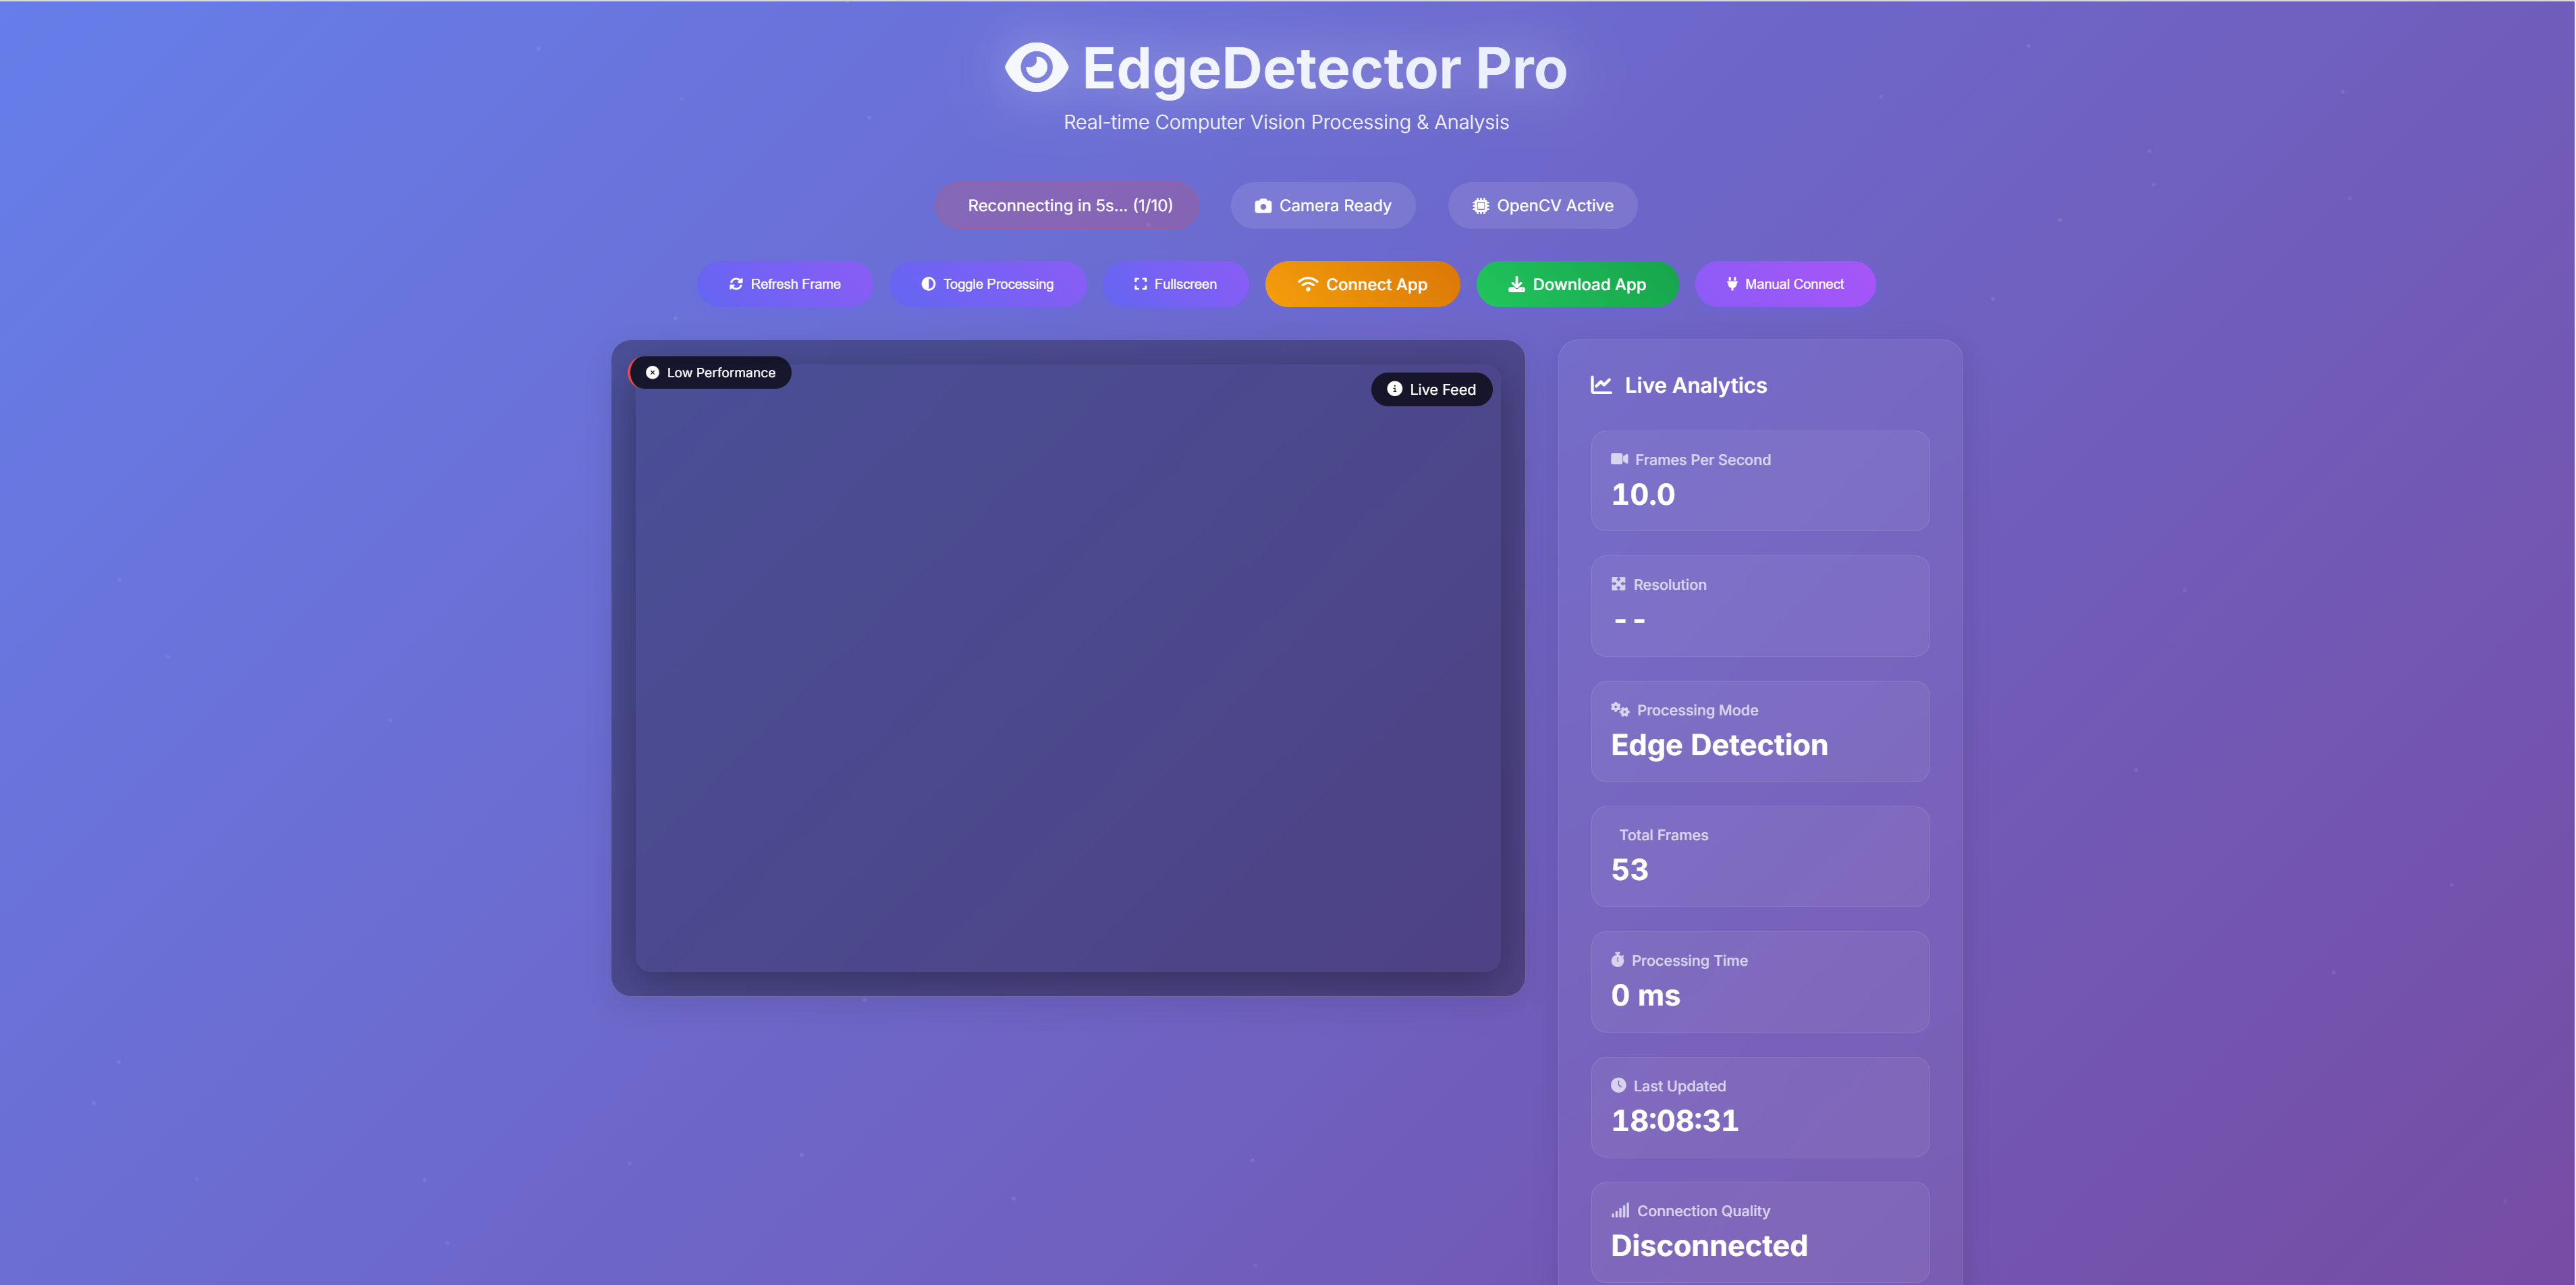 EdgeDetector Pro
Real-time Computer Vision Processing & Analysis
Reconnecting in 5s... (1/10)
Camera Ready
OpenCV Active
Refresh Frame
Toggle Processing
Fullscreen
Connect App
Download App
Manual Connect
Low Performance
Live Feed
Live Analytics
Frames Per Second
10.0
Resolution
--
Processing Mode
Edge Detection
Total Frames
53
Processing Time
0 ms
Last Updated
18:08:31
Connection Quality
Disconnected